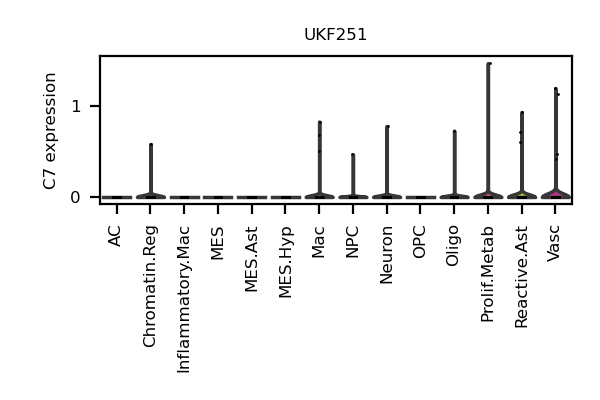 UKF251
C7 expression
1
0
AC
Chromatin.Reg
Inflammatory.Mac
MES
MES.Ast
MES.Hyp
Mac
NPC
Neuron
OPC
Oligo
Prolif.Metab
Reactive.Ast
Vasc